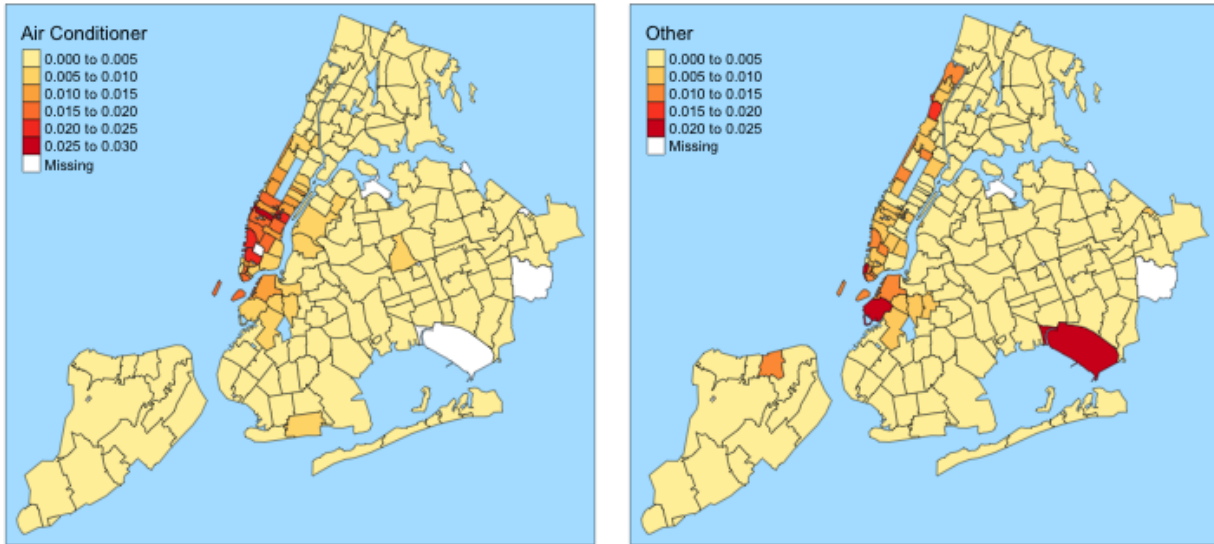 Air Conditioner
0.000 to 0.005
0.005 to 0.010
0.010 to 0.015
0.015 to 0.020
0.020 to 0.025
0.025 to 0.030
Missing
Other
0.000 to 0.005
0.005 to 0.010
0.010 to 0.015
0.015 to 0.020
0.020 to 0.025
Missing